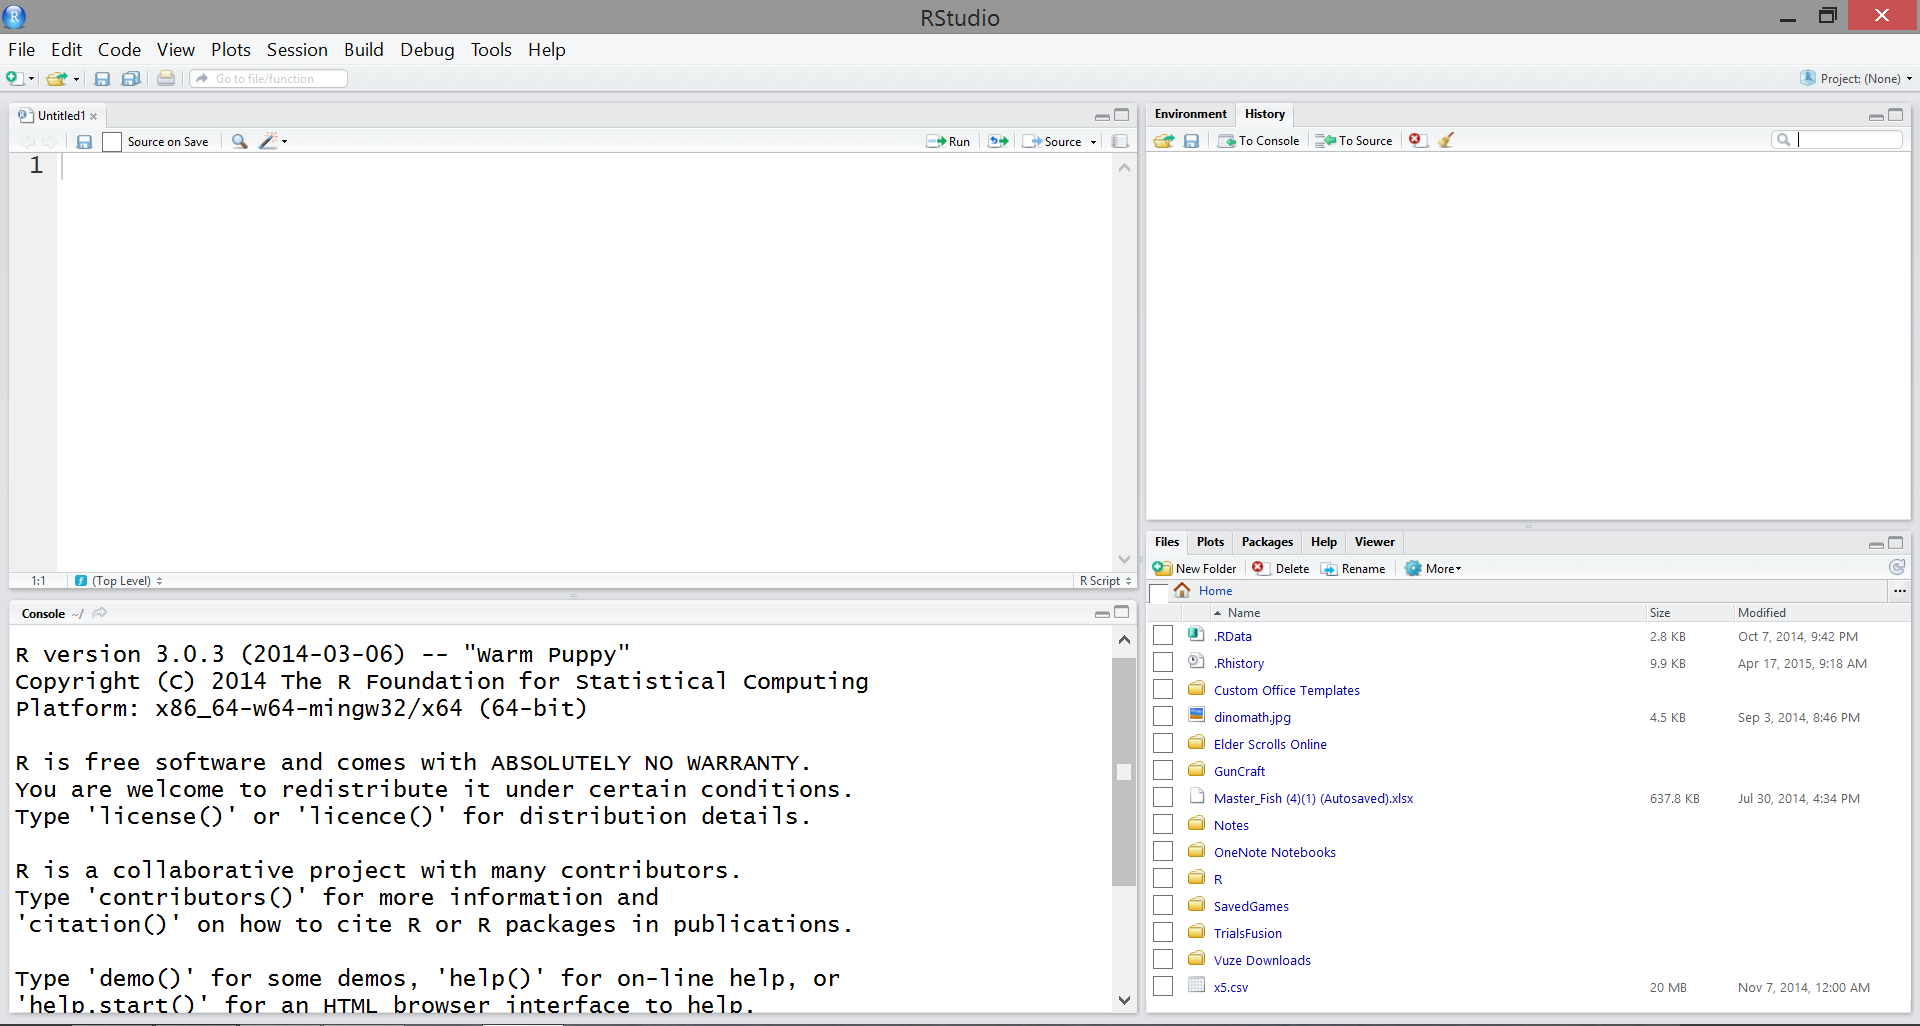 RStudio
File Edit Code View Plots Session Build Debug Tools Help
Go to file/function
Project: (None)
Untitled1
Source on Save
Run
Source
1
1:1
(Top Level)
R Script
Console ~/
R version 3.0.3 (2014-03-06) -- "Warm Puppy"
Copyright (C) 2014 The R Foundation for Statistical Computing
Platform: x86_64-w64-mingw32/x64 (64-bit)
R is free software and comes with ABSOLUTELY NO WARRANTY.
You are welcome to redistribute it under certain conditions.
Type 'license()' or 'licence()' for distribution details.
R is a collaborative project with many contributors.
Type 'contributors()' for more information and
'citation()' on how to cite R or R packages in publications.
Type 'demo()' for some demos, 'help()' for on-line help, or
'help.start()' for an HTML browser interface to help.
Environment History
To Console To Source
Files Plots Packages Help Viewer
New Folder Delete Rename More
Home
Name Size Modified
.RData 2.8 KB Oct 7, 2014, 9:42 PM
.Rhistory 9.9 KB Apr 17, 2015, 9:18 AM
Custom Office Templates
dinomath.jpg 4.5 KB Sep 3, 2014, 8:46 PM
Elder Scrolls Online
GunCraft
Master_Fish (4)(1) (Autosaved).xlsx 637.8 KB Jul 30, 2014, 4:34 PM
Notes
OneNote Notebooks
R
SavedGames
TrialsFusion
Vuze Downloads
x5.csv 20 MB Nov 7, 2014, 12:00 AM